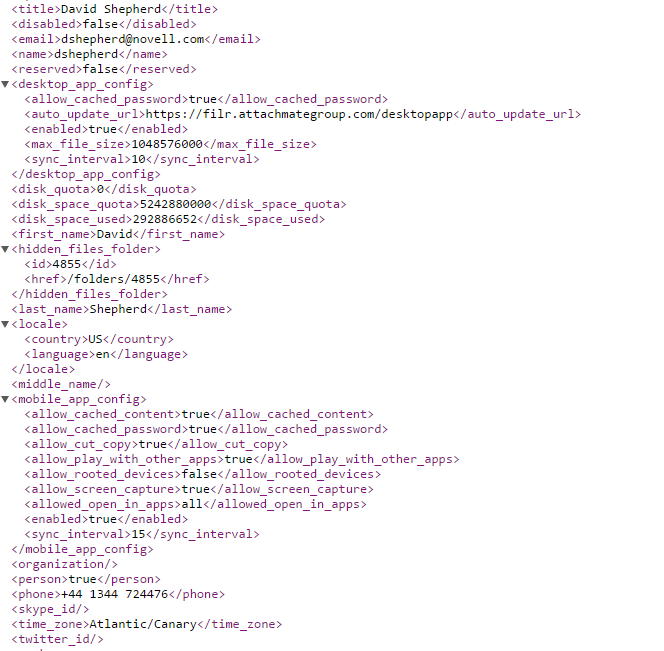 <title>David Shepherd</title>
<disabled>false</disabled>
<email>dshepherd@novell.com</email>
<name>dshepherd</name>
<reserved>false</reserved>
▼<desktop_app_config>
<allow_cached_password>true</allow_cached_password>
<auto_update_url>https://filr.attachmategroup.com/desktopapp</auto_update_url>
<enabled>true</enabled>
<max_file_size>1048576000</max_file_size>
<sync_interval>10</sync_interval>
</desktop_app_config>
<disk_quota>0</disk_quota>
<disk_space_quota>5242880000</disk_space_quota>
<disk_space_used>292886652</disk_space_used>
<first_name>David</first_name>
▼<hidden_files_folder>
<id>4855</id>
<href>/folders/4855</href>
</hidden_files_folder>
<last_name>Shepherd</last_name>
▼<locale>
<country>US</country>
<language>en</language>
</locale>
<middle_name/>
▼<mobile_app_config>
<allow_cached_content>true</allow_cached_content>
<allow_cached_password>true</allow_cached_password>
<allow_cut_copy>true</allow_cut_copy>
<allow_play_with_other_apps>true</allow_play_with_other_apps>
<allow_rooted_devices>false</allow_rooted_devices>
<allow_screen_capture>true</allow_screen_capture>
<allowed_open_in_apps>all</allowed_open_in_apps>
<enabled>true</enabled>
<sync_interval>15</sync_interval>
</mobile_app_config>
<organization/>
<person>true</person>
<phone>+44 1344 724476</phone>
<skype_id/>
<time_zone>Atlantic/Canary</time_zone>
<twitter_id/>